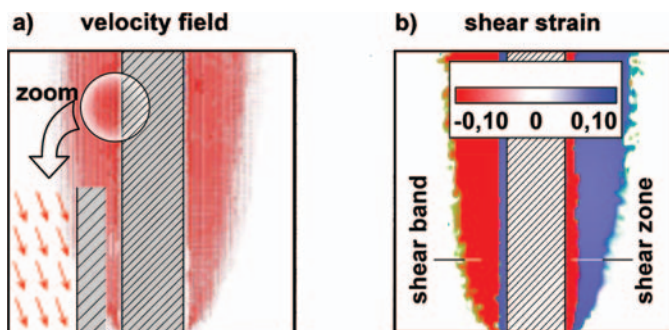 a) velocity field
zoom
b) shear strain
-0,10 0 0,10
shear band
shear zone